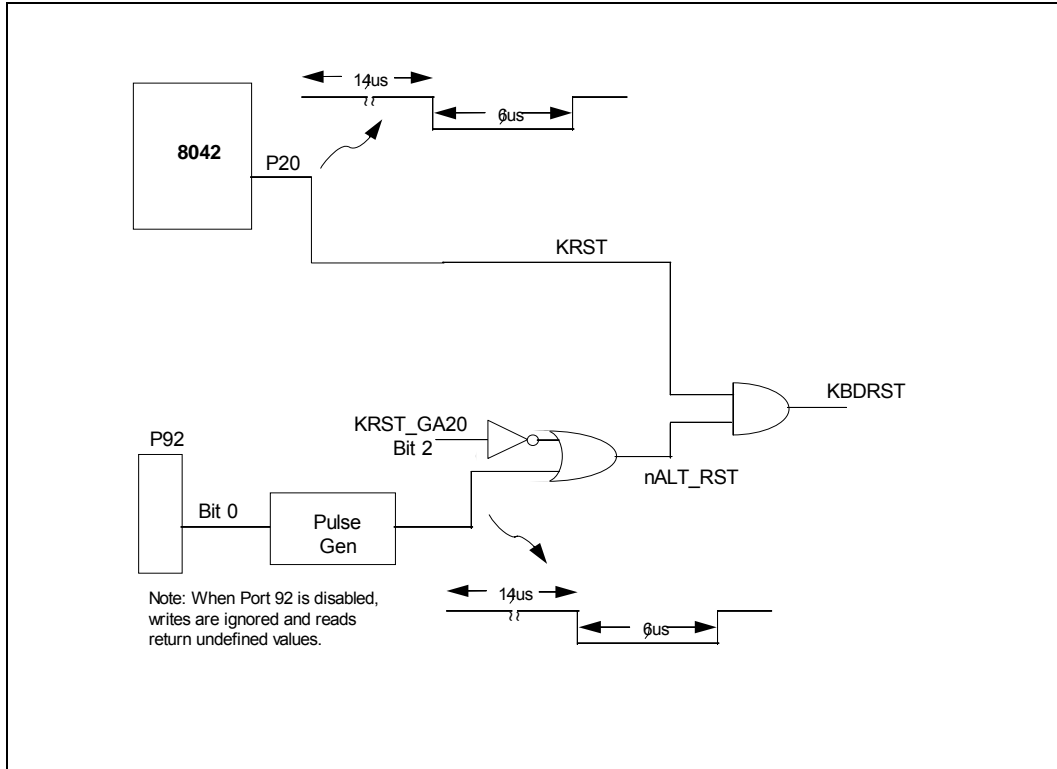 14us
6us
8042
P20
KRST
KBDRST
KRST_GA20
Bit 2
nALT_RST
P92
Bit 0
Pulse
Gen
14us
6us
Note: When Port 92 is disabled,
writes are ignored and reads
return undefined values.